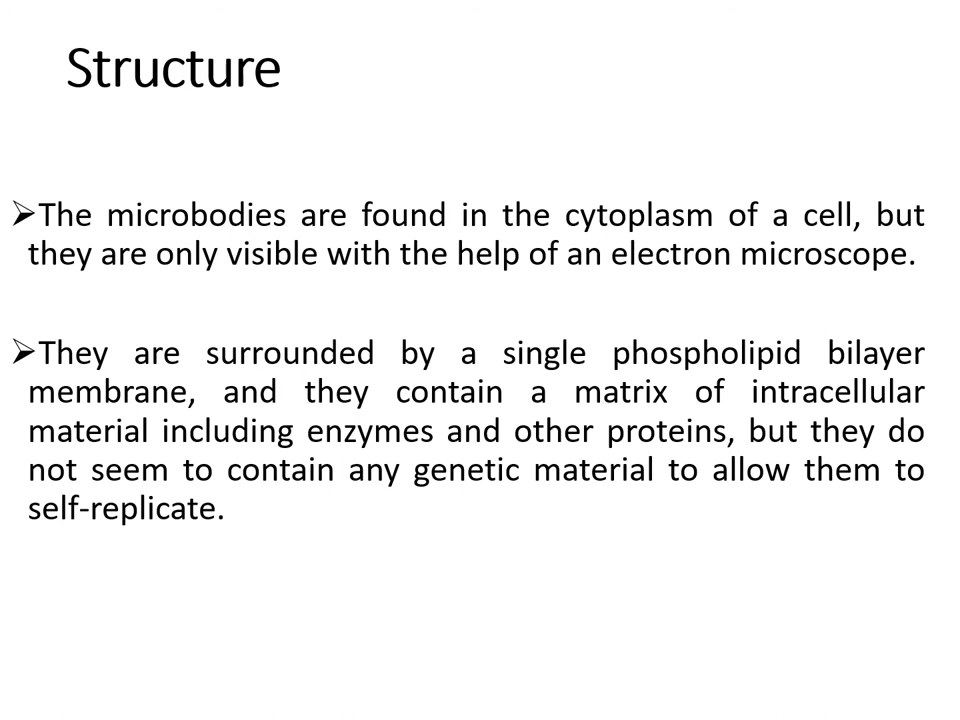 Structure
➢The microbodies are found in the cytoplasm of a cell, but
they are only visible with the help of an electron microscope.
➢They are surrounded by a single phospholipid bilayer
membrane, and they contain a matrix of intracellular
material including enzymes and other proteins, but they do
not seem to contain any genetic material to allow them to
self-replicate.